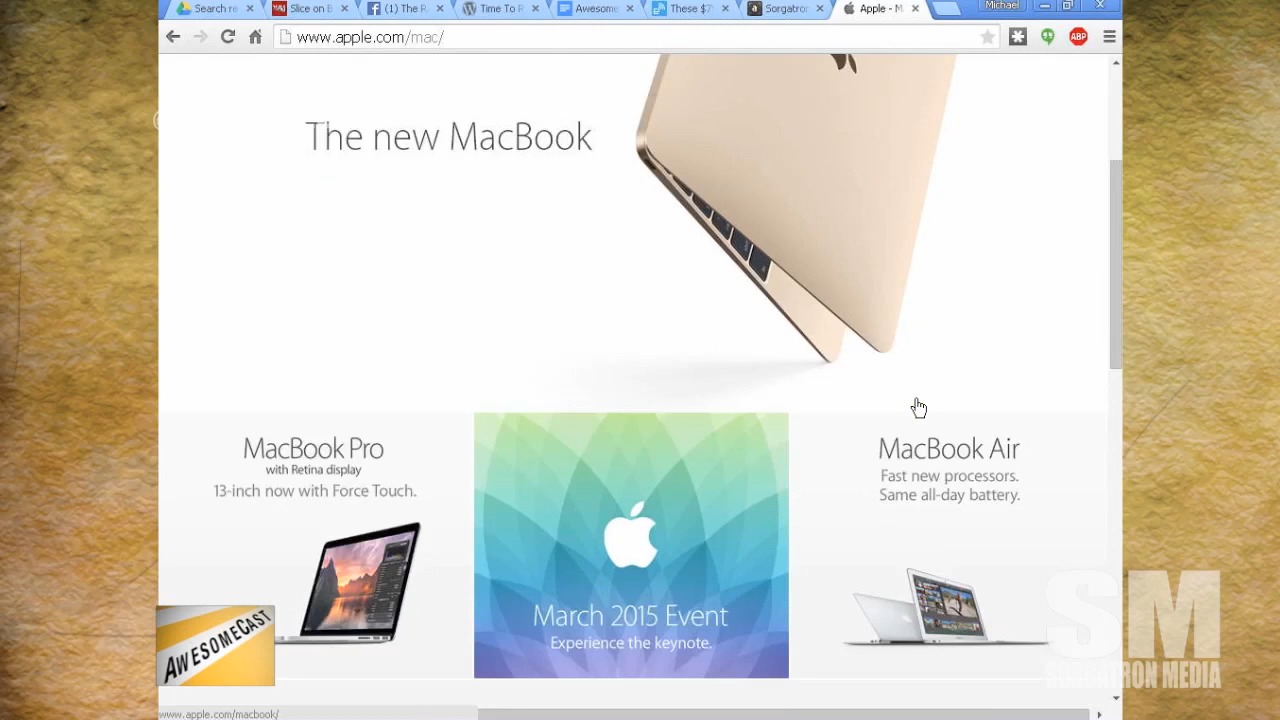 Search re
Slice on B
(1) The R
Time To R
Awesome
These $7
Sorgatron
Apple - M
Michael
www.apple.com/mac/
ABP
The new MacBook
MacBook Pro
with Retina display
13-inch now with Force Touch.
March 2015 Event
Experience the keynote.
MacBook Air
Fast new processors.
Same all-day battery.
AWESOMECAST
SM
SORGATRON MEDIA
www.apple.com/macbook/